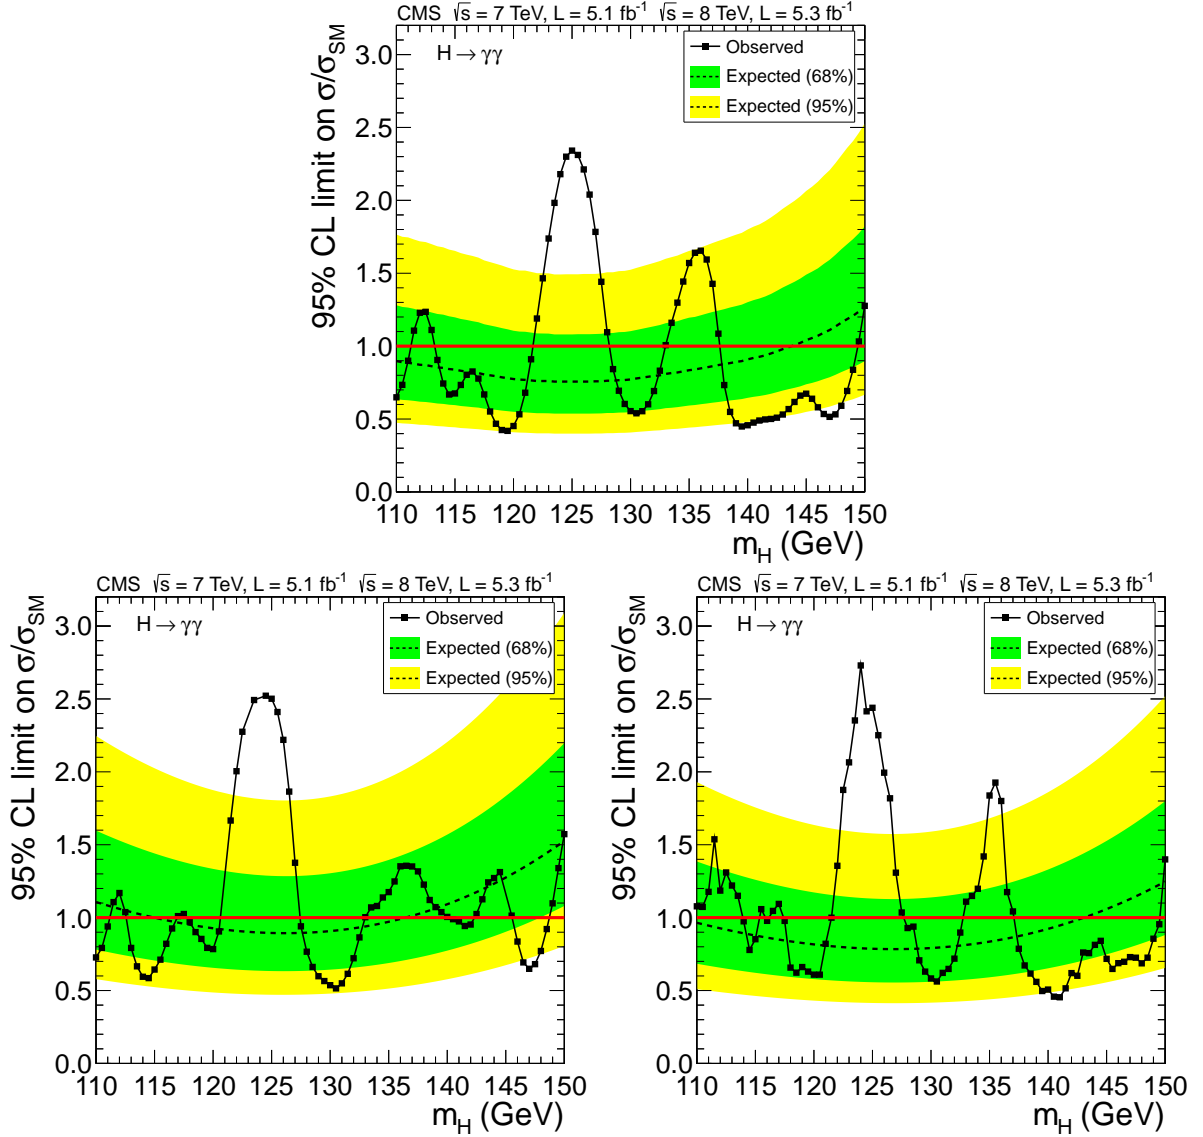 CMS √s = 7 TeV, L = 5.1 fb⁻¹ √s = 8 TeV, L = 5.3 fb⁻¹
H → γγ
Observed
Expected (68%)
Expected (95%)
95% CL limit on σ/σ_SM
3.0
2.5
2.0
1.5
1.0
0.5
0.0
110 115 120 125 130 135 140 145 150
m_H (GeV)
CMS √s = 7 TeV, L = 5.1 fb⁻¹ √s = 8 TeV, L = 5.3 fb⁻¹
H → γγ
Observed
Expected (68%)
Expected (95%)
95% CL limit on σ/σ_SM
3.0
2.5
2.0
1.5
1.0
0.5
0.0
110 115 120 125 130 135 140 145 150
m_H (GeV)
CMS √s = 7 TeV, L = 5.1 fb⁻¹ √s = 8 TeV, L = 5.3 fb⁻¹
H → γγ
Observed
Expected (68%)
Expected (95%)
95% CL limit on σ/σ_SM
3.0
2.5
2.0
1.5
1.0
0.5
0.0
110 115 120 125 130 135 140 145 150
m_H (GeV)